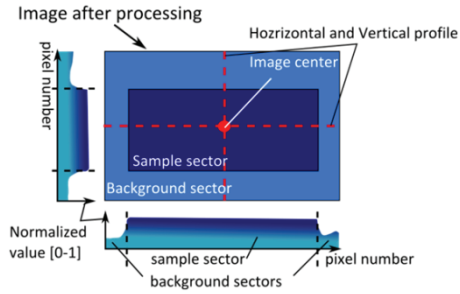 Image after processing
Hozrizontal and Vertical profile
pixel number
Image center
Sample sector
Background sector
Normalized
value [0-1]
sample sector
pixel number
background sectors